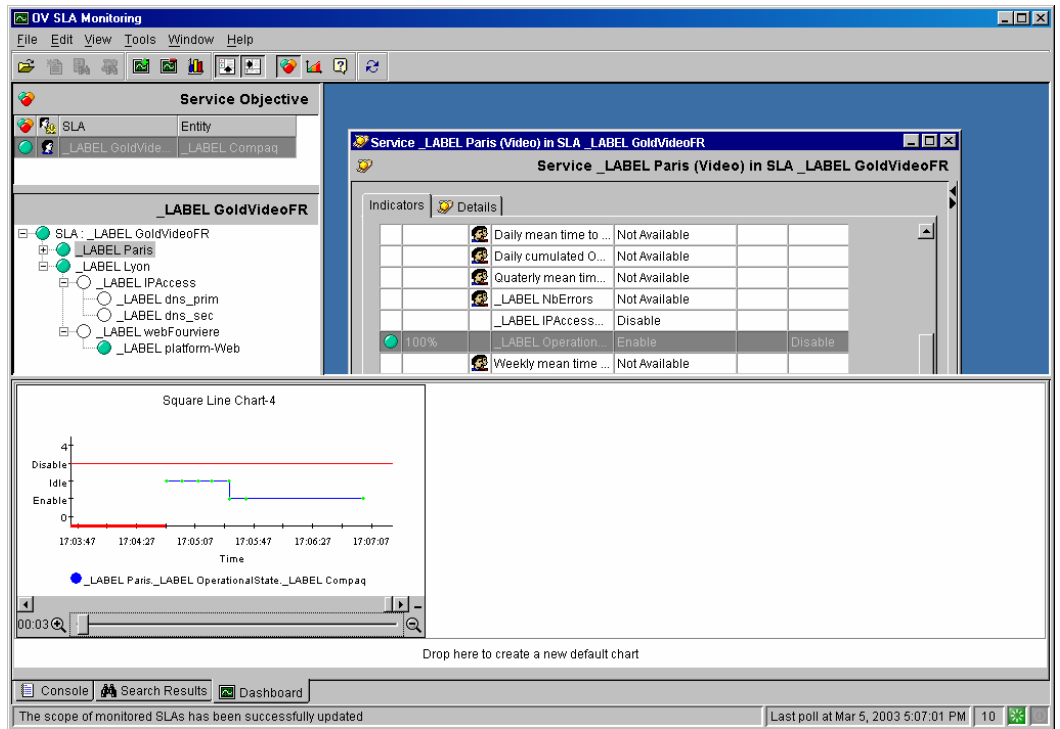 OV SLA Monitoring
File Edit View Tools Window Help
Service Objective
SLA Entity
_LABEL GoldVide... _LABEL Compaq
_LABEL GoldVideoFR
SLA : _LABEL GoldVideoFR
_LABEL Paris
_LABEL Lyon
_LABEL IPAccess
_LABEL dns_prim
_LABEL dns_sec
_LABEL webFourviere
_LABEL platform-Web
Service _LABEL Paris (Video) in SLA _LABEL GoldVideoFR
Service _LABEL Paris (Video) in SLA _LABEL GoldVideoFR
Indicators Details
Daily mean time to ... Not Available
Daily cumulated O... Not Available
Quaterly mean tim... Not Available
_LABEL NbErrors Not Available
_LABEL IPAccess... Disable
100% _LABEL Operation... Enable Disable
Weekly mean time ... Not Available
Square Line Chart-4
4
Disable
Idle
Enable
0
17:03:47 17:04:27 17:05:07 17:05:47 17:06:27 17:07:07
Time
_LABEL Paris._LABEL OperationalState._LABEL Compaq
00:03
Drop here to create a new default chart
Console Search Results Dashboard
The scope of monitored SLAs has been successfully updated Last poll at Mar 5, 2003 5:07:01 PM 10